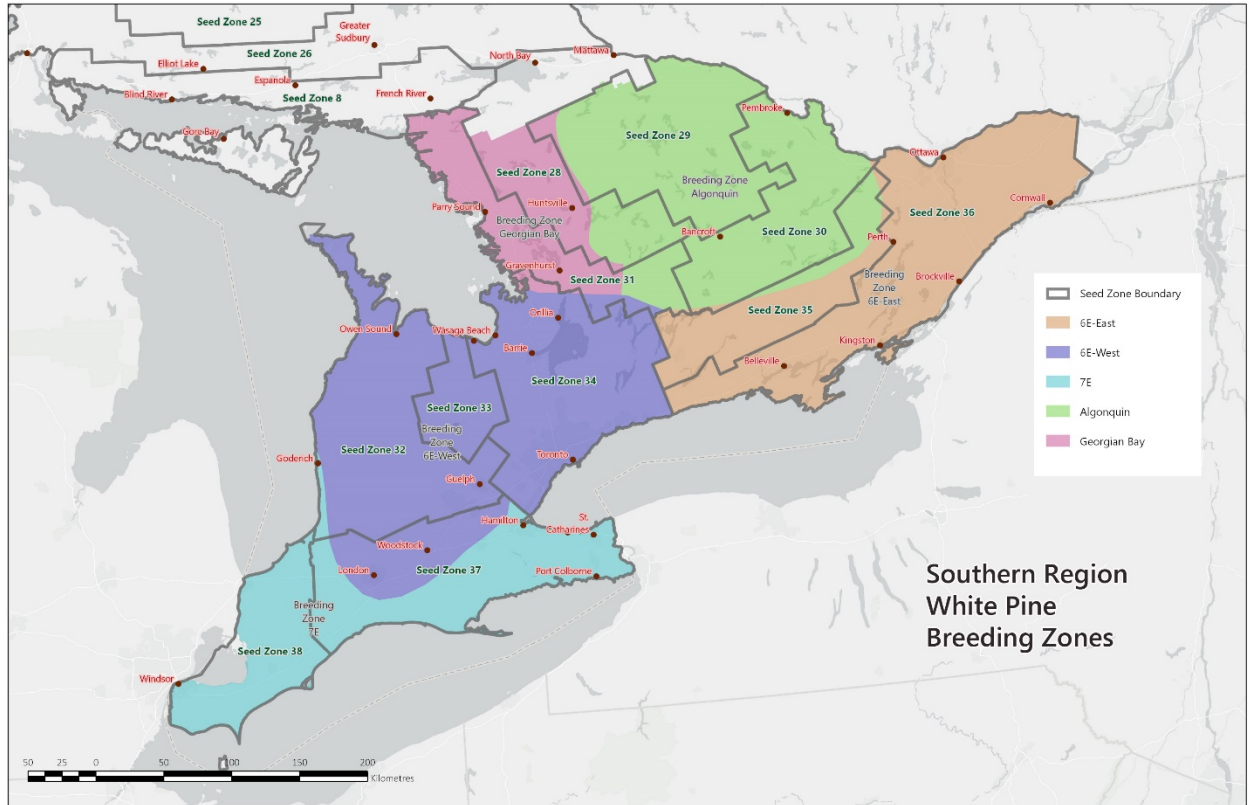 Seed Zone 25
Greater
Sudbury
Seed Zone 26
North Bay
Mattawa
Elliot Lake
Espanola
Blind River
Seed Zone 8
French River
Gore Bay
Pembroke
Seed Zone 29
Ottawa
Seed Zone 28
Breeding Zone
Algonquin
Huntsville
Parry Sound
Breeding Zone
Georgian Bay
Cornwall
Seed Zone 36
Bancroft
Seed Zone 30
Perth
Gravenhurst
Seed Zone 31
Breeding
Zone
6E-East
Brockville
Seed Zone 35
Orillia
Owen Sound
Wasaga Beach
Barrie
Kingston
Belleville
Seed Zone 34
Seed Zone 33
Breeding
Zone
6E-West
Seed Zone 32
Goderich
Toronto
Guelph
Hamilton
St.
Catharines
Woodstock
London
Seed Zone 37
Port Colborne
Breeding
Zone
7E
Seed Zone 38
Windsor
Seed Zone Boundary
6E-East
6E-West
7E
Algonquin
Georgian Bay
Southern Region
White Pine
Breeding Zones
50 25 0 50 100 150 200
Kilometres